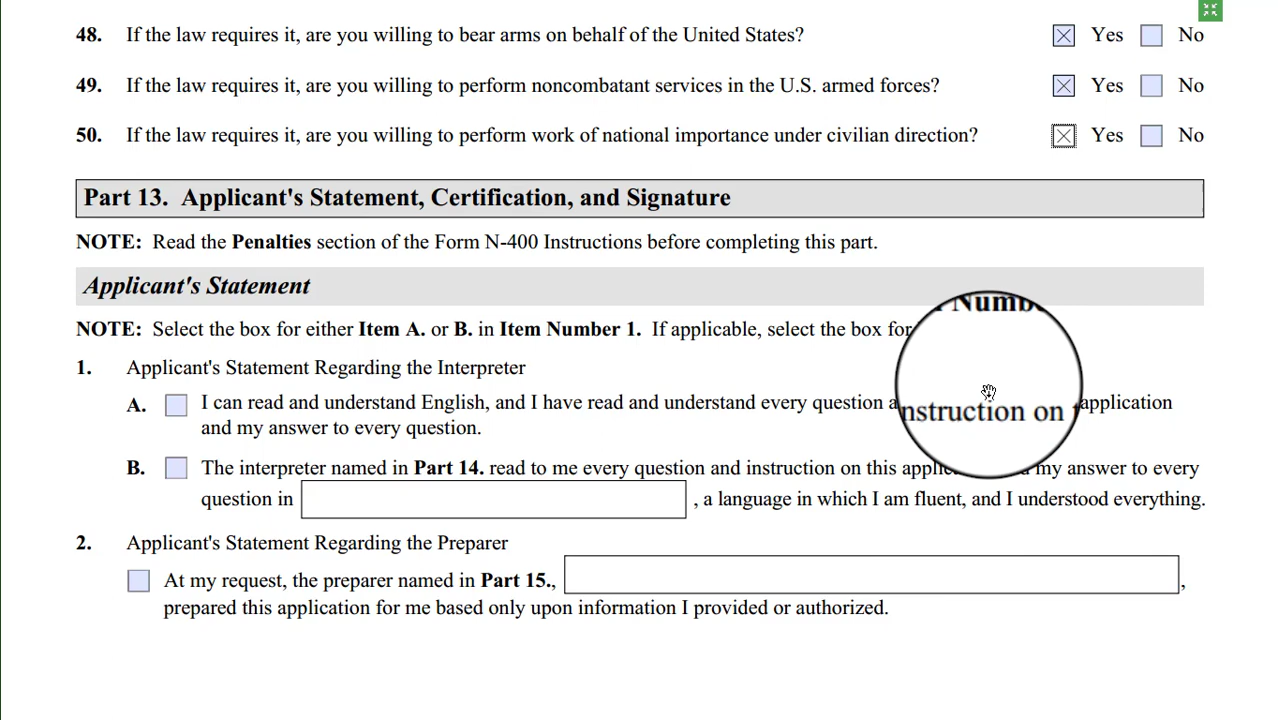 48. If the law requires it, are you willing to bear arms on behalf of the United States? Yes No
49. If the law requires it, are you willing to perform noncombatant services in the U.S. armed forces? Yes No
50. If the law requires it, are you willing to perform work of national importance under civilian direction? Yes No
Part 13. Applicant's Statement, Certification, and Signature
NOTE: Read the Penalties section of the Form N-400 Instructions before completing this part.
Applicant's Statement
NOTE: Select the box for either Item A. or B. in Item Number 1. If applicable, select the box for
1. Applicant's Statement Regarding the Interpreter
A. I can read and understand English, and I have read and understand every question nstruction on application
and my answer to every question.
B. The interpreter named in Part 14. read to me every question and instruction on this my answer to every
question in , a language in which I am fluent, and I understood everything.
2. Applicant's Statement Regarding the Preparer
At my request, the preparer named in Part 15., ,
prepared this application for me based only upon information I provided or authorized.